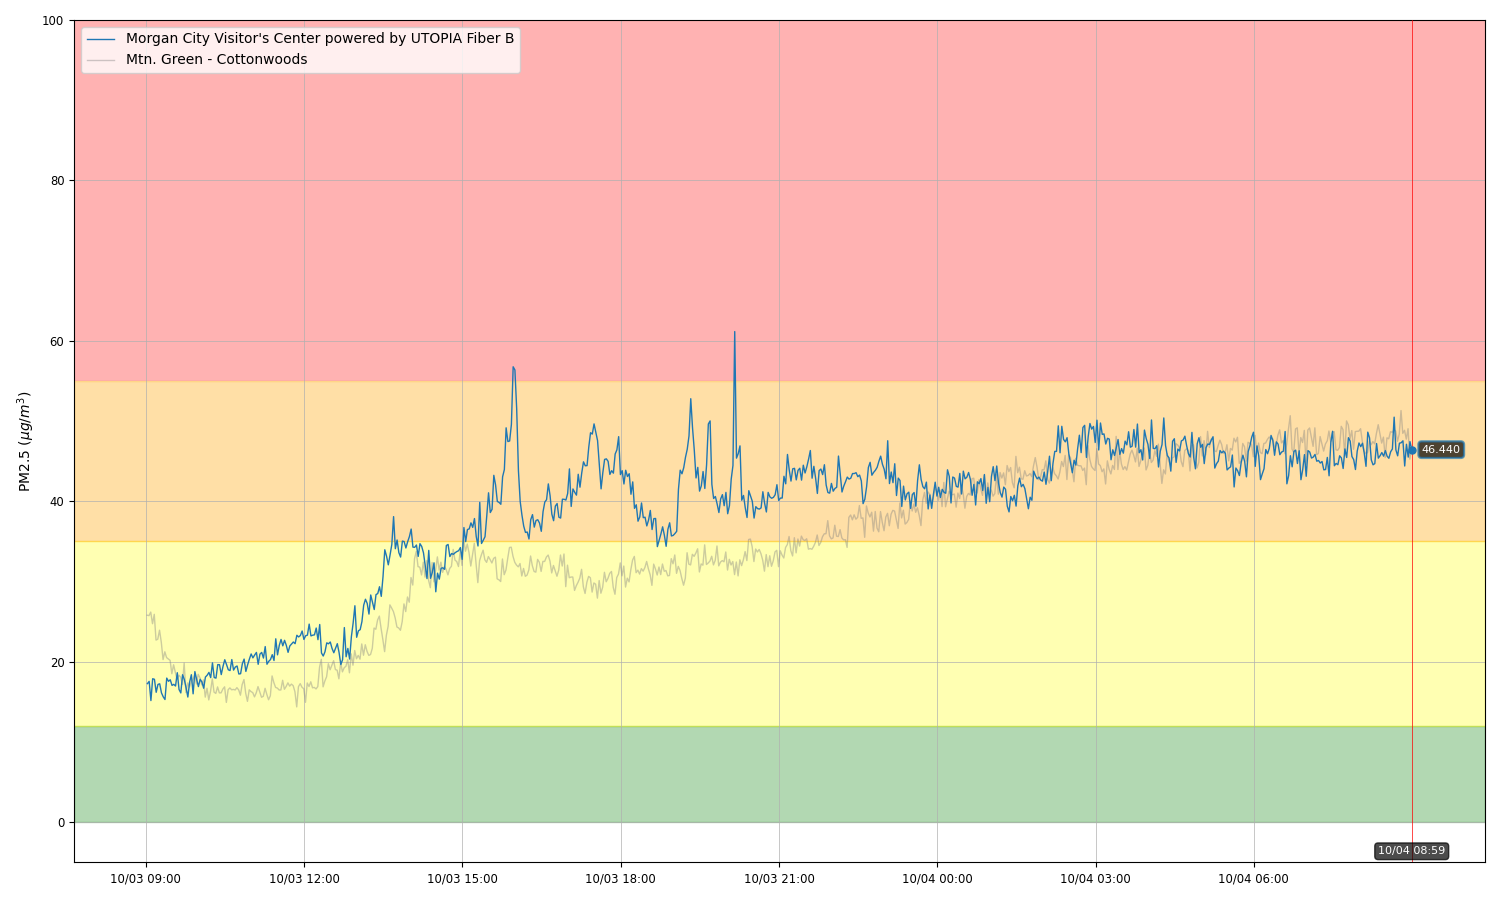 100
80
60
40
20
0
PM2.5 (μg/m³)
Morgan City Visitor's Center powered by UTOPIA Fiber B
Mtn. Green - Cottonwoods
46.440
10/04 08:59
10/03 09:00 10/03 12:00 10/03 15:00 10/03 18:00 10/03 21:00 10/04 00:00 10/04 03:00 10/04 06:00